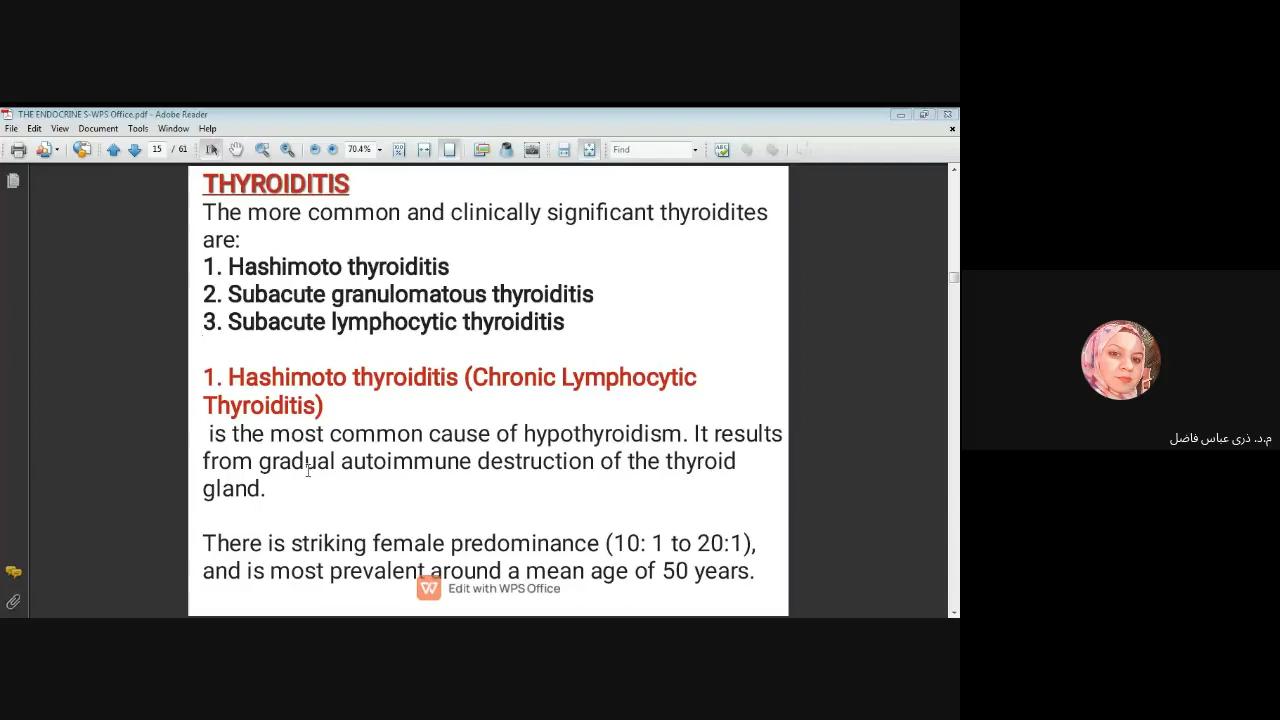 THE ENDOCRINE S-WPS Office.pdf - Adobe Reader
File Edit View Document Tools Window Help
15 / 61 70.4% Find
THYROIDITIS
The more common and clinically significant thyroidites
are:
1. Hashimoto thyroiditis
2. Subacute granulomatous thyroiditis
3. Subacute lymphocytic thyroiditis
1. Hashimoto thyroiditis (Chronic Lymphocytic
Thyroiditis)
is the most common cause of hypothyroidism. It results
from gradual autoimmune destruction of the thyroid
gland.
There is striking female predominance (10: 1 to 20:1),
and is most prevalent around a mean age of 50 years.
Edit with WPS Office
م.د. ذرى عباس فاضل